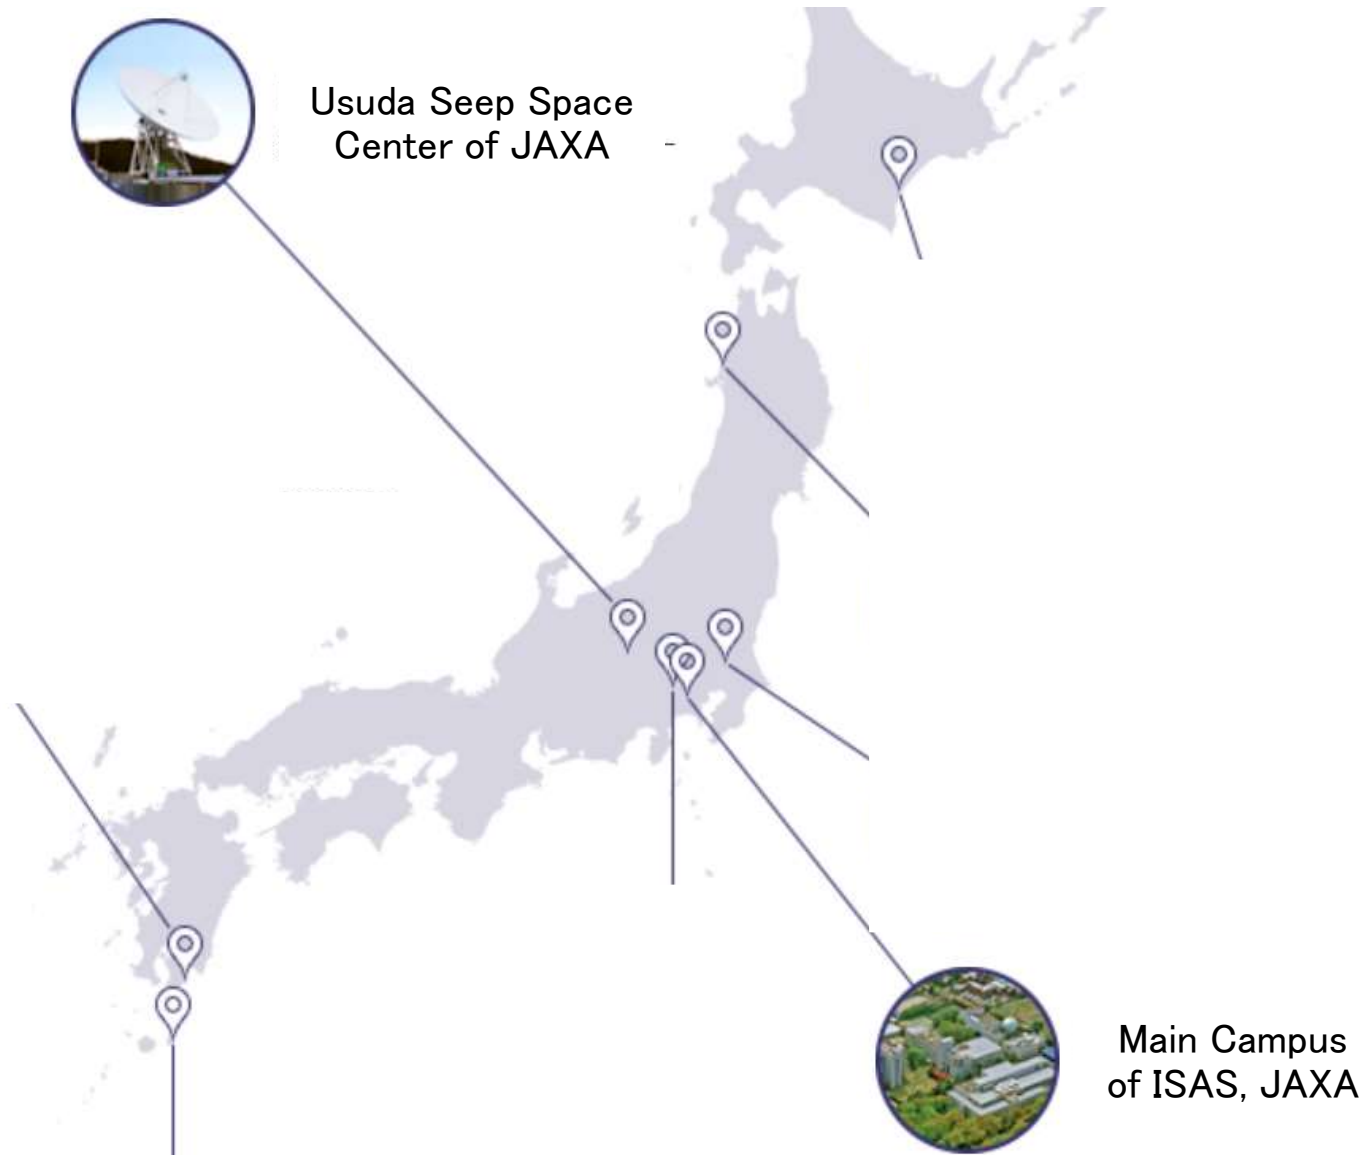 Usuda Seep Space
Center of JAXA
Main Campus
of ISAS, JAXA